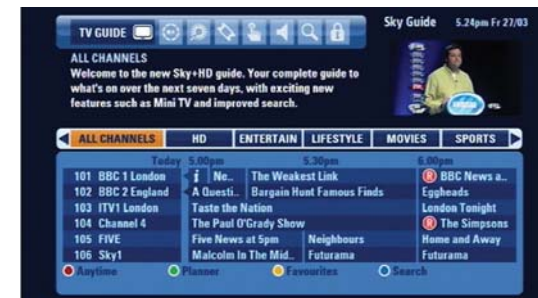 TV GUIDE
Sky Guide 5.24pm Fr 27/03
ALL CHANNELS
Welcome to the new Sky+HD guide. Your complete guide to
what's on over the next seven days, with exciting new
features such as Mini TV and improved search.
ALL CHANNELS HD ENTERTAIN LIFESTYLE MOVIES SPORTS
Today 5.00pm 5.30pm 6.00pm
101 BBC 1 London i Ne.. The Weakest Link R BBC News a..
102 BBC 2 England A Questi.. Bargain Hunt Famous Finds Eggheads
103 ITV1 London Taste the Nation London Tonight
104 Channel 4 The Paul O'Grady Show R The Simpsons
105 FIVE Five News at 5pm Neighbours Home and Away
106 Sky1 Malcolm In The Mid.. Futurama Futurama
Anytime Planner Favourites Search